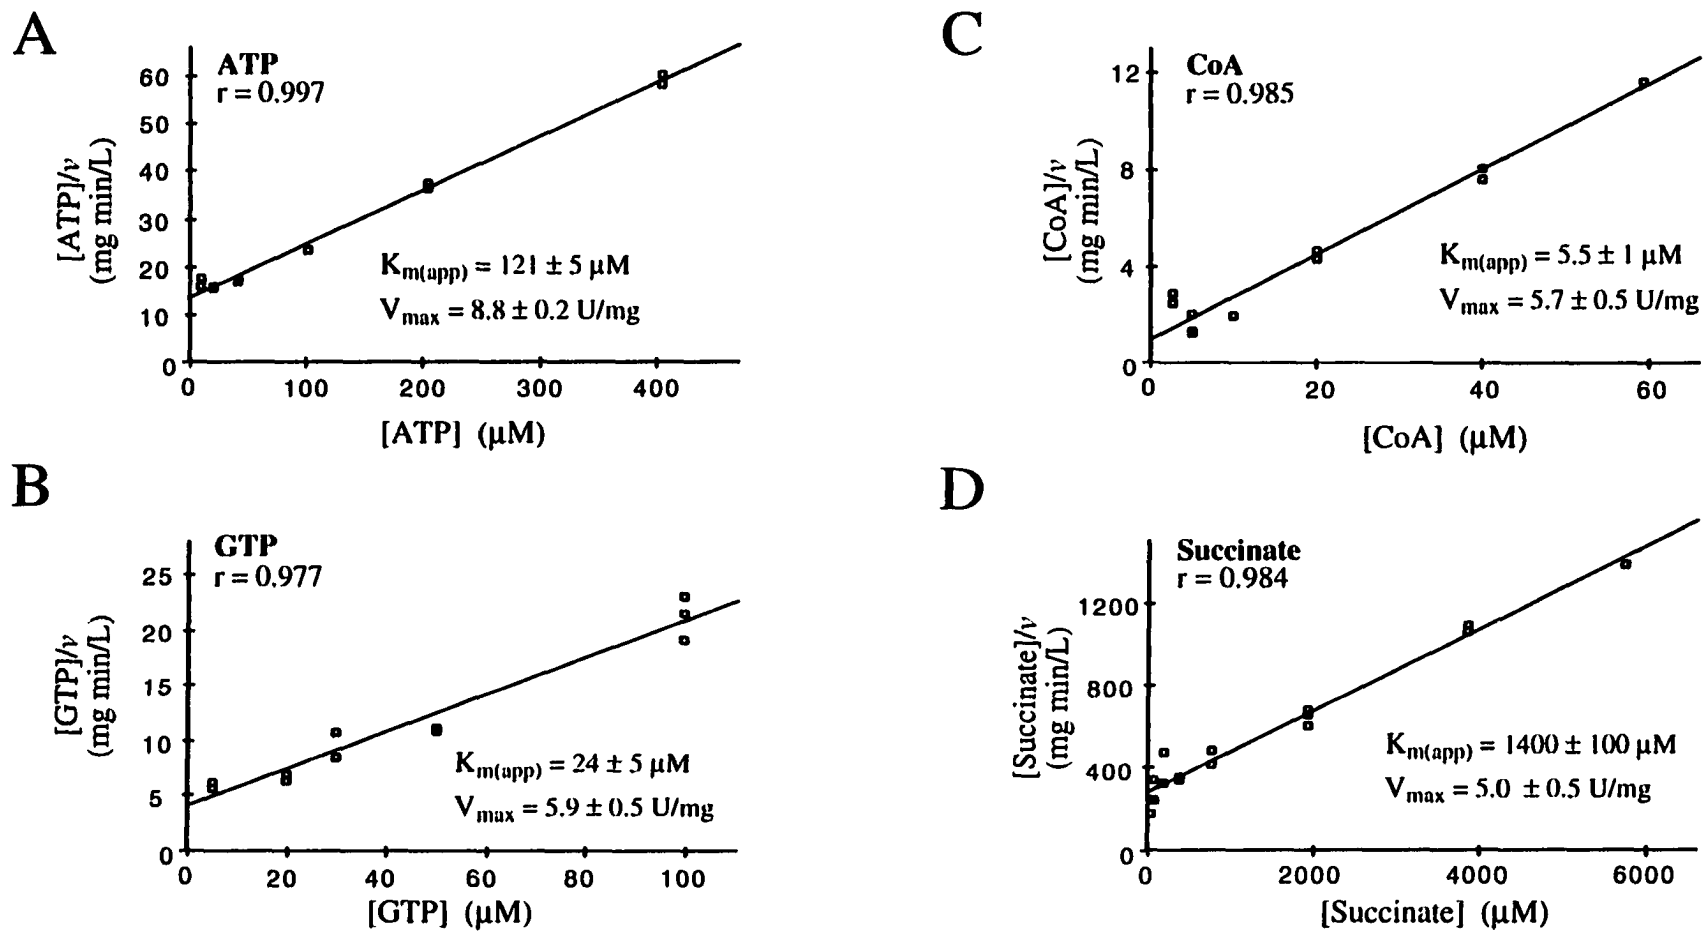 A
ATP
r = 0.997
[ATP]/v
(mg min/L)
60
50
40
30
20
10
0
Km(app) = 121 ± 5 µM
Vmax = 8.8 ± 0.2 U/mg
0 100 200 300 400
[ATP] (µM)
B
GTP
r = 0.977
[GTP]/v
(mg min/L)
25
20
15
10
5
0
Km(app) = 24 ± 5 µM
Vmax = 5.9 ± 0.5 U/mg
0 20 40 60 80 100
[GTP] (µM)
C
CoA
r = 0.985
[CoA]/v
(mg min/L)
12
8
4
0
Km(app) = 5.5 ± 1 µM
Vmax = 5.7 ± 0.5 U/mg
0 20 40 60
[CoA] (µM)
D
Succinate
r = 0.984
[Succinate]/v
(mg min/L)
1200
800
400
0
Km(app) = 1400 ± 100 µM
Vmax = 5.0 ± 0.5 U/mg
0 2000 4000 6000
[Succinate] (µM)